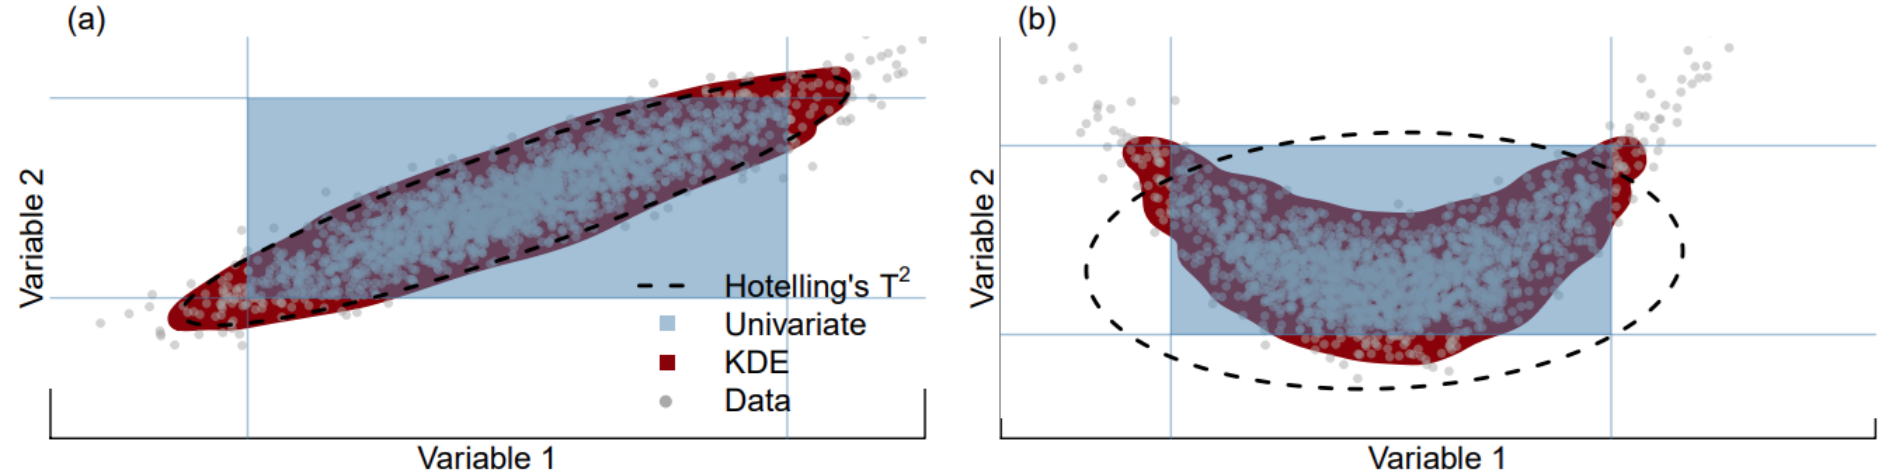 (a)
Variable 2
Hotelling's T²
Univariate
KDE
Data
Variable 1
(b)
Variable 2
Variable 1